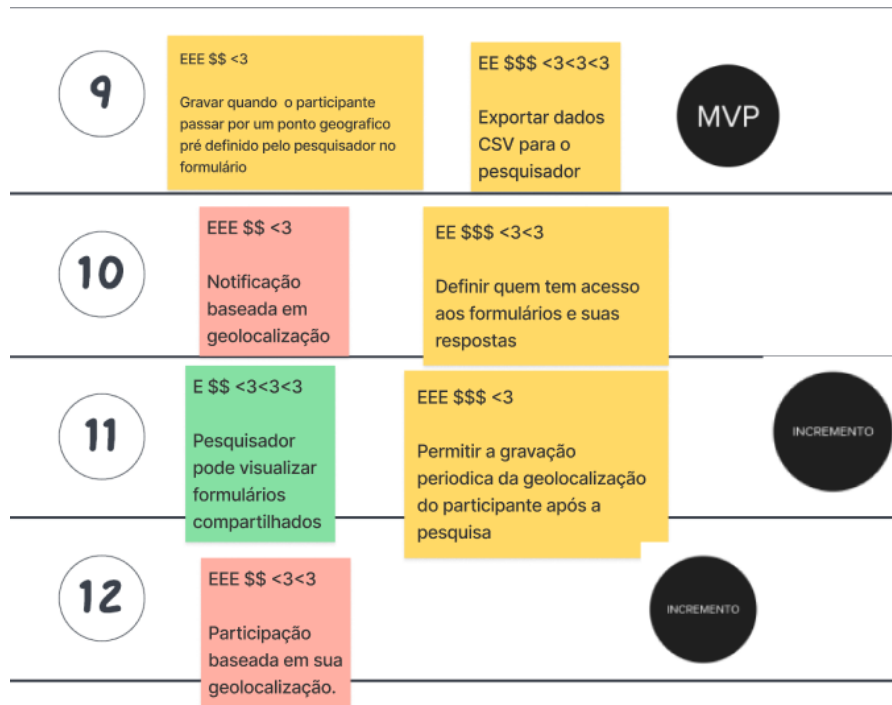 9
EEE $$ <3
Gravar quando o participante
passar por um ponto geografico
pré definido pelo pesquisador no
formulário
EE $$$ <3<3<3
Exportar dados
CSV para o
pesquisador
MVP
10
EEE $$ <3
Notificação
baseada em
geolocalização
EE $$$ <3<3
Definir quem tem acesso
aos formulários e suas
respostas
11
E $$ <3<3<3
Pesquisador
pode visualizar
formulários
compartilhados
EEE $$$ <3
Permitir a gravação
periodica da geolocalização
do participante após a
pesquisa
INCREMENTO
12
EEE $$ <3<3
Participação
baseada em sua
geolocalização.
INCREMENTO